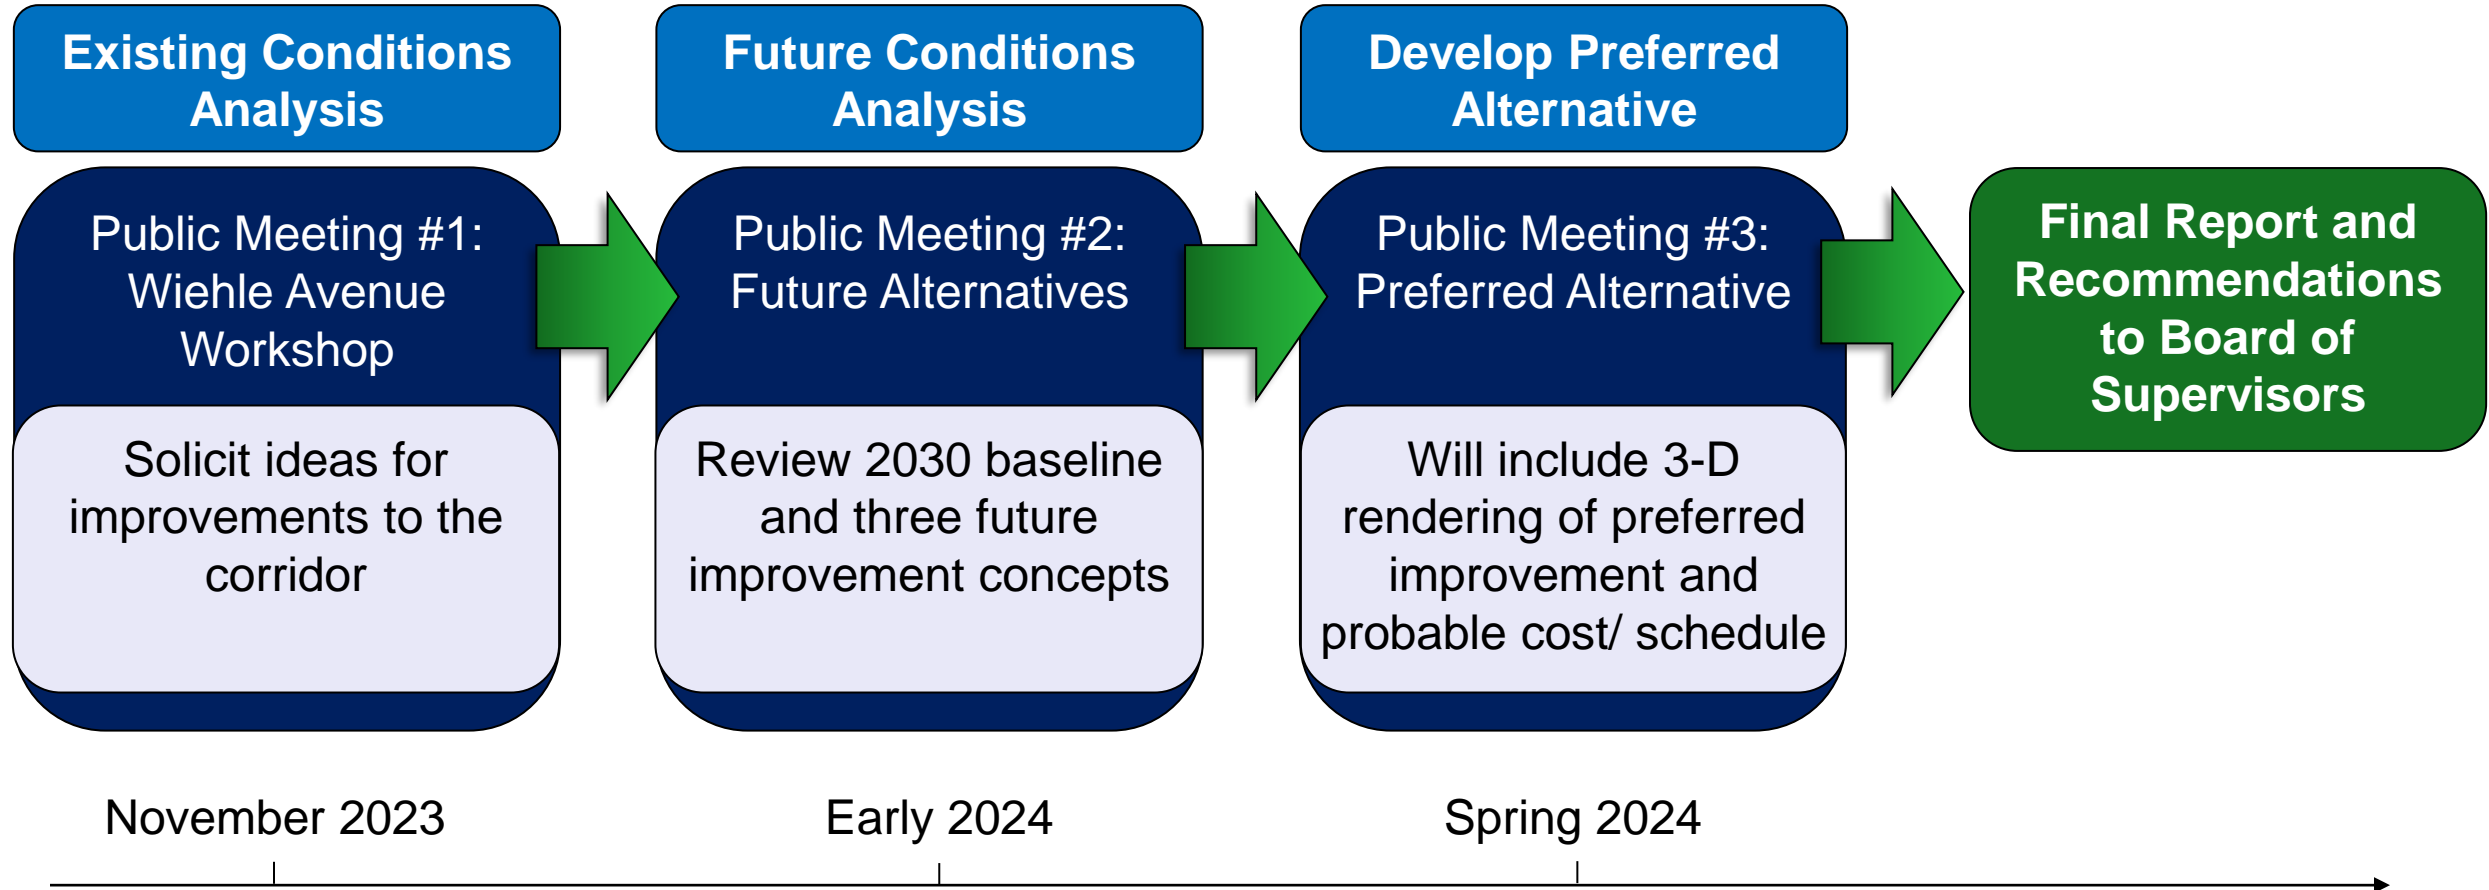 Existing Conditions
Analysis
Future Conditions
Analysis
Develop Preferred
Alternative
Public Meeting #1:
Wiehle Avenue
Workshop
Solicit ideas for
improvements to the
corridor
Public Meeting #2:
Future Alternatives
Review 2030 baseline
and three future
improvement concepts
Public Meeting #3:
Preferred Alternative
Will include 3-D
rendering of preferred
improvement and
probable cost/ schedule
Final Report and
Recommendations
to Board of
Supervisors
November 2023
Early 2024
Spring 2024